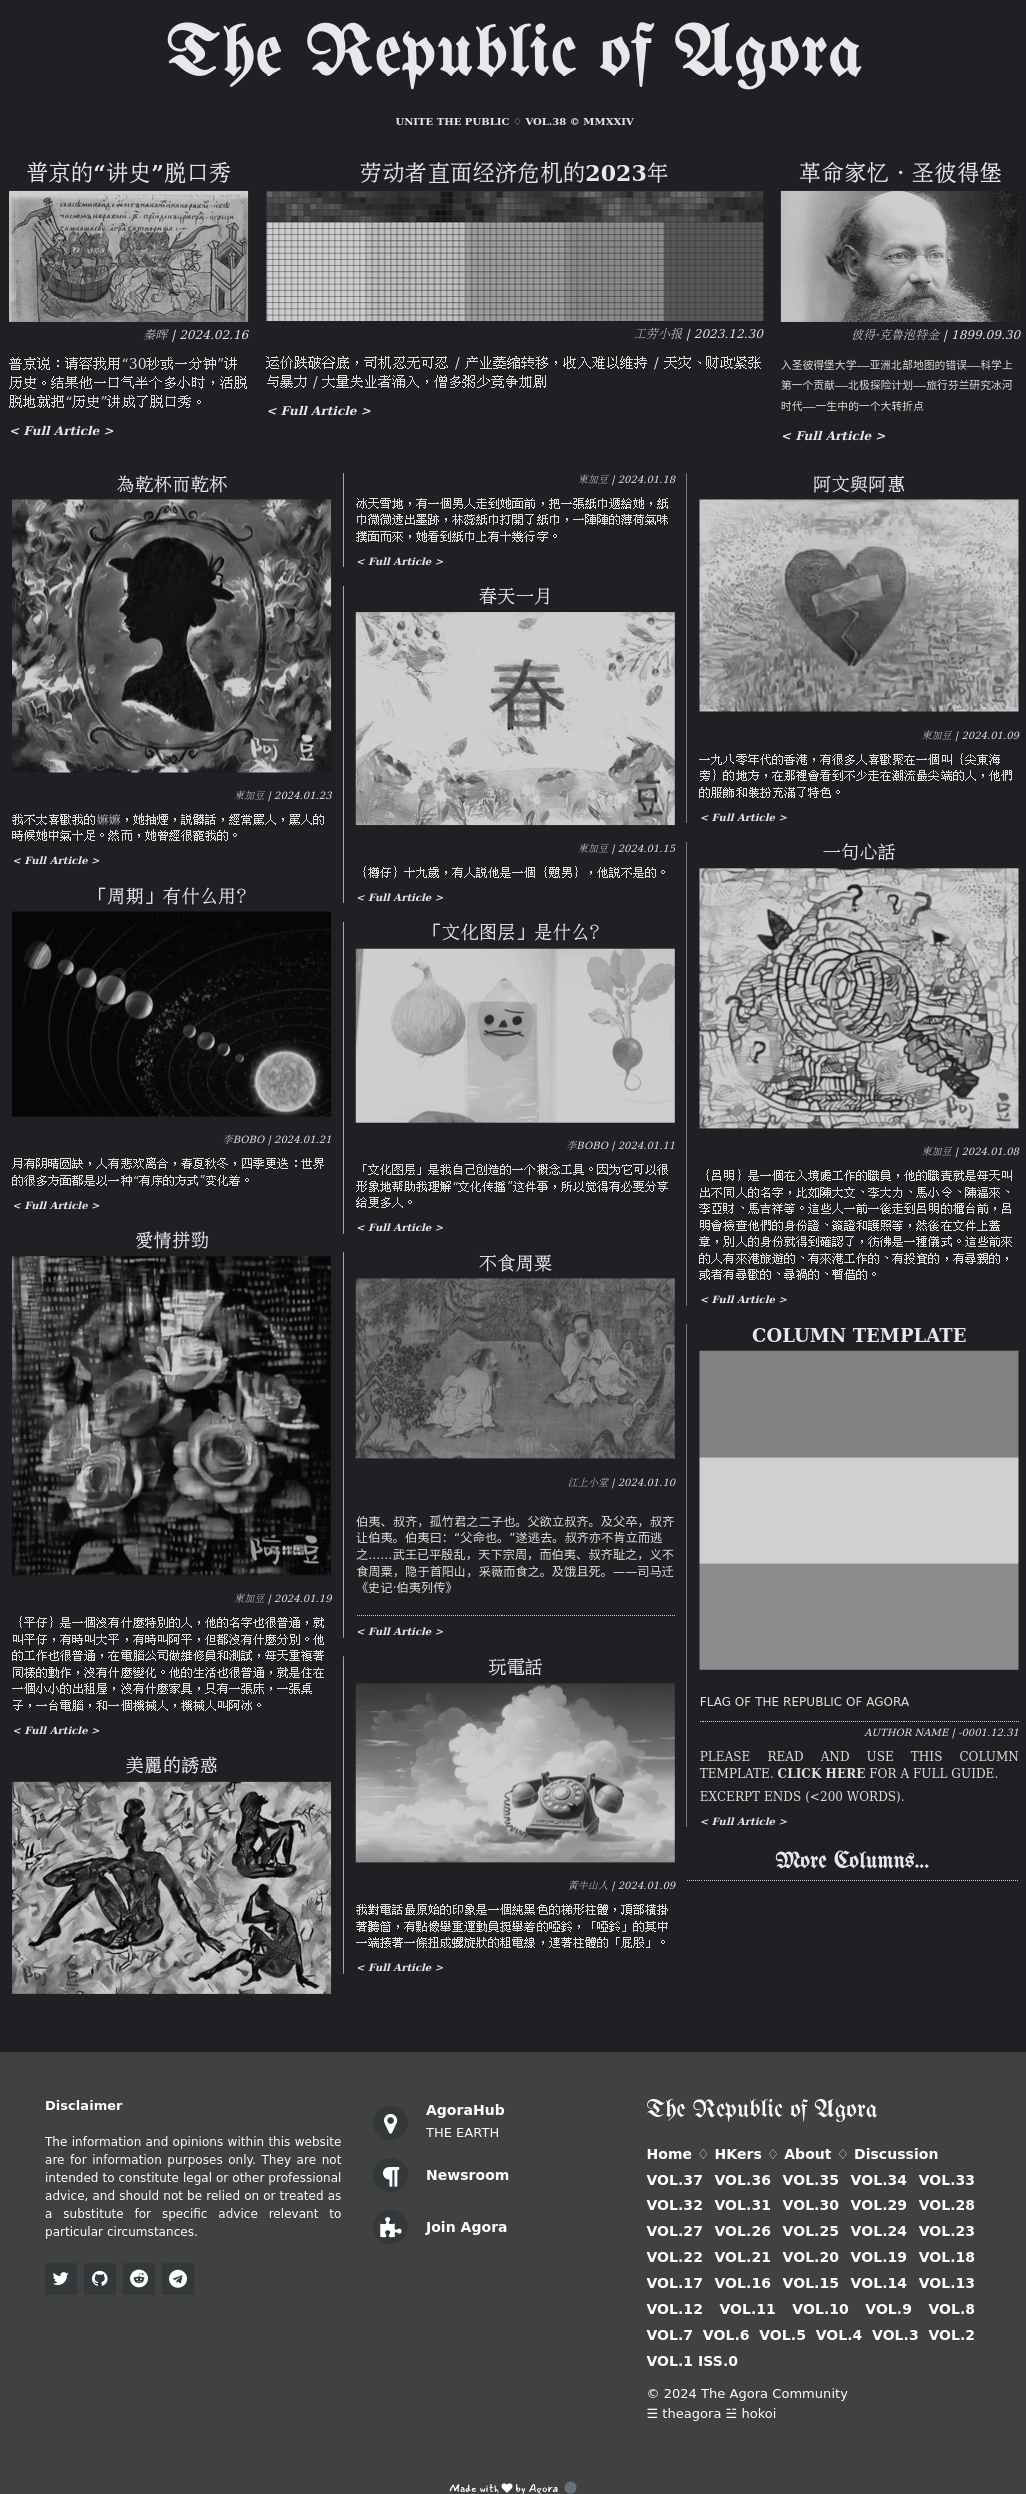 The Republic of Agora
UNITE THE PUBLIC ♢ VOL.38 © MMXXIV
普京的“讲史”脱口秀
秦晖 | 2024.02.16
普京说：请容我用“30秒或一分钟”讲
历史。结果他一口气半个多小时，活脱
脱地就把“历史”讲成了脱口秀。
< Full Article >
劳动者直面经济危机的2023年
工劳小报 | 2023.12.30
运价跌破谷底，司机忍无可忍 / 产业萎缩转移，收入难以维持 / 天灾、财政紧张
与暴力 / 大量失业者涌入，僧多粥少竞争加剧
< Full Article >
革命家忆 · 圣彼得堡
彼得·克鲁泡特金 | 1899.09.30
入圣彼得堡大学——亚洲北部地图的错误——科学上
第一个贡献——北极探险计划——旅行芬兰研究冰河
时代——一生中的一个大转折点
< Full Article >
為乾杯而乾杯
阿豆
東加豆 | 2024.01.23
我不太喜歡我的嫲嫲，她抽煙，説髒話，經常罵人，罵人的
時候她中氣十足。然而，她曾經很寵我的。
< Full Article >
「周期」有什么用？
李BOBO | 2024.01.21
月有阴晴圆缺，人有悲欢离合，春夏秋冬，四季更迭：世界
的很多方面都是以一种“有序的方式”变化着。
< Full Article >
愛情拼勁
阿豆
東加豆 | 2024.01.19
｛平仔｝是一個沒有什麼特別的人，他的名字也很普通，就
叫平仔，有時叫大平，有時叫阿平，但都沒有什麼分別。他
的工作也很普通，在電腦公司做維修員和測試，每天重複著
同樣的動作，沒有什麼變化。他的生活也很普通，就是住在
一個小小的出租屋，沒有什麼家具，只有一張床，一張桌
子，一台電腦，和一個機械人，機械人叫阿冰。
< Full Article >
美麗的誘惑
阿豆
東加豆 | 2024.01.18
冰天雪地，有一個男人走到她面前，把一張紙巾遞給她，紙
巾微微透出墨跡，林蕊紙巾打開了紙巾，一陣陣的薄荷氣味
撲面而來，她看到紙巾上有十幾行字。
< Full Article >
春天一月
春
豆
東加豆 | 2024.01.15
｛樽仔｝十九歲，有人説他是一個｛戇男｝，他説不是的。
< Full Article >
「文化图层」是什么？
李BOBO | 2024.01.11
「文化图层」是我自己创造的一个概念工具。因为它可以很
形象地帮助我理解“文化传播”这件事，所以觉得有必要分享
给更多人。
< Full Article >
不食周粟
江上小堂 | 2024.01.10
伯夷、叔齐，孤竹君之二子也。父欲立叔齐。及父卒，叔齐
让伯夷。伯夷曰：“父命也。”遂逃去。叔齐亦不肯立而逃
之……武王已平殷乱，天下宗周，而伯夷、叔齐耻之，义不
食周粟，隐于首阳山，采薇而食之。及饿且死。——司马迁
《史记·伯夷列传》
< Full Article >
玩電話
黃牛山人 | 2024.01.09
我對電話最原始的印象是一個純黑色的梯形柱體，頂部橫掛
著聽筒，有點像舉重運動員挺舉着的啞鈴，「啞鈴」的其中
一端接著一條扭成螺旋狀的粗電線，連著柱體的「屁股」。
< Full Article >
阿文與阿惠
東加豆 | 2024.01.09
一九八零年代的香港，有很多人喜歡聚在一個叫｛尖東海
旁｝的地方，在那裡會看到不少走在潮流最尖端的人，他們
的服飾和裝扮充滿了特色。
< Full Article >
一句心話
阿豆
東加豆 | 2024.01.08
｛呂明｝是一個在入境處工作的職員，他的職責就是每天叫
出不同人的名字，比如陳大文、李大力、馬小令、陳福來、
李亞財、馬吉祥等。這些人一前一後走到呂明的櫃台前，呂
明會檢查他們的身份證、簽證和護照等，然後在文件上蓋
章，別人的身份就得到確認了，彷彿是一種儀式。這些前來
的人有來港旅遊的、有來港工作的、有投資的，有尋親的，
或者有尋歡的、尋禍的、暫借的。
< Full Article >
COLUMN TEMPLATE
FLAG OF THE REPUBLIC OF AGORA
AUTHOR NAME | -0001.12.31
PLEASE READ AND USE THIS COLUMN
TEMPLATE. CLICK HERE FOR A FULL GUIDE.
EXCERPT ENDS (<200 WORDS).
< Full Article >
More Columns...
Disclaimer
The information and opinions within this website
are for information purposes only. They are not
intended to constitute legal or other professional
advice, and should not be relied on or treated as
a substitute for specific advice relevant to
particular circumstances.
AgoraHub
THE EARTH
Newsroom
Join Agora
The Republic of Agora
Home ♢ HKers ♢ About ♢ Discussion
VOL.37 VOL.36 VOL.35 VOL.34 VOL.33
VOL.32 VOL.31 VOL.30 VOL.29 VOL.28
VOL.27 VOL.26 VOL.25 VOL.24 VOL.23
VOL.22 VOL.21 VOL.20 VOL.19 VOL.18
VOL.17 VOL.16 VOL.15 VOL.14 VOL.13
VOL.12 VOL.11 VOL.10 VOL.9 VOL.8
VOL.7 VOL.6 VOL.5 VOL.4 VOL.3 VOL.2
VOL.1 ISS.0
© 2024 The Agora Community
☰ theagora ☱ hokoi
Made with ❤ by Agora